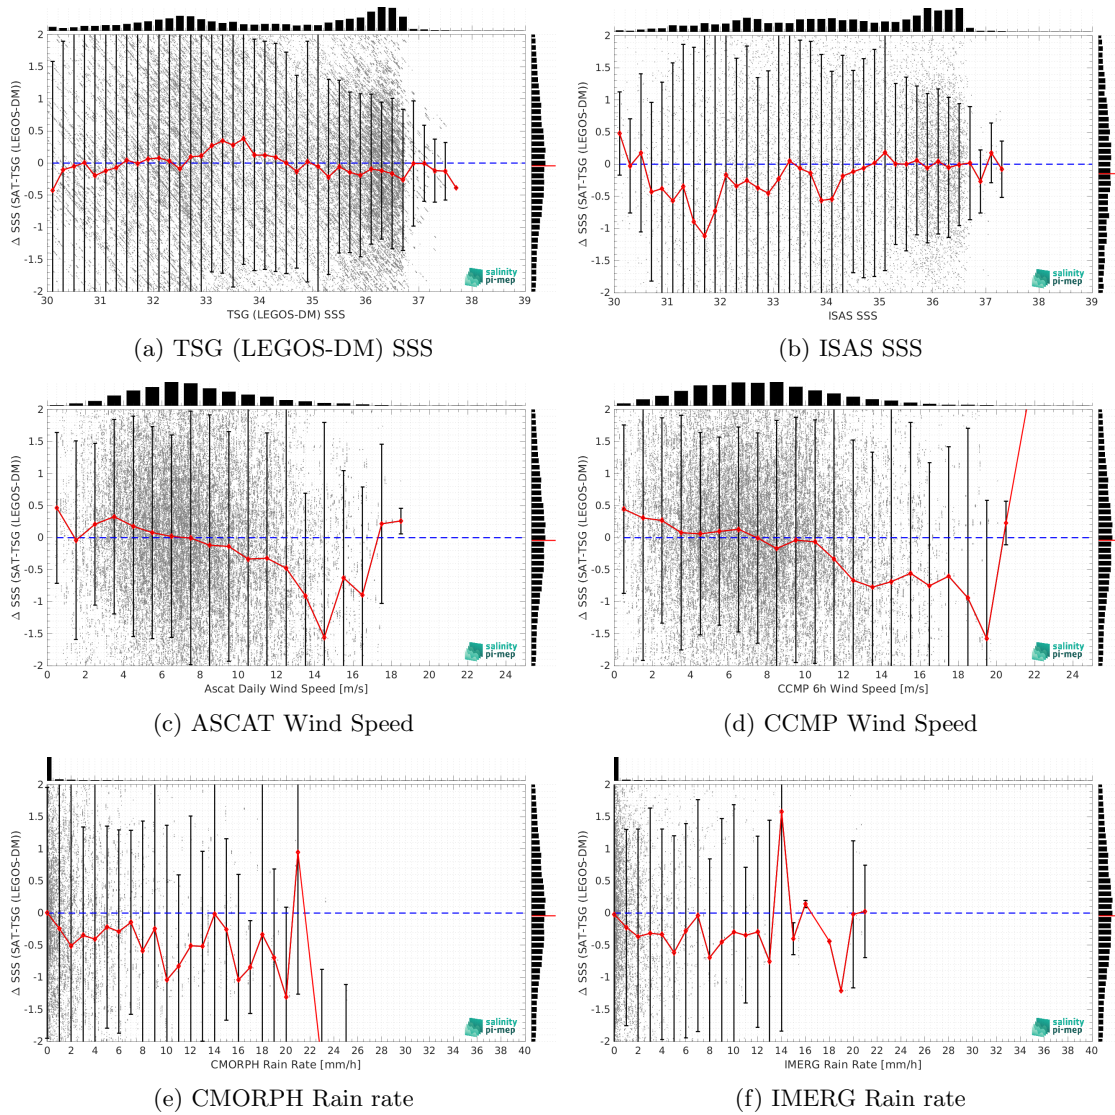 2
1.5
1
0.5
0
-0.5
-1
-1.5
-2
Δ SSS (SAT-TSG (LEGOS-DM))
salinity
pi-mep
30 31 32 33 34 35 36 37 38 39
TSG (LEGOS-DM) SSS
(a) TSG (LEGOS-DM) SSS
2
1.5
1
0.5
0
-0.5
-1
-1.5
-2
Δ SSS (SAT-TSG (LEGOS-DM))
salinity
pi-mep
30 31 32 33 34 35 36 37 38 39
ISAS SSS
(b) ISAS SSS
2
1.5
1
0.5
0
-0.5
-1
-1.5
-2
Δ SSS (SAT-TSG (LEGOS-DM))
salinity
pi-mep
0 2 4 6 8 10 12 14 16 18 20 22 24
Ascat Daily Wind Speed [m/s]
(c) ASCAT Wind Speed
2
1.5
1
0.5
0
-0.5
-1
-1.5
-2
Δ SSS (SAT-TSG (LEGOS-DM))
salinity
pi-mep
0 2 4 6 8 10 12 14 16 18 20 22 24
CCMP 6h Wind Speed [m/s]
(d) CCMP Wind Speed
2
1.5
1
0.5
0
-0.5
-1
-1.5
-2
Δ SSS (SAT-TSG (LEGOS-DM))
salinity
pi-mep
0 2 4 6 8 10 12 14 16 18 20 22 24 26 28 30 32 34 36 38 40
CMORPH Rain Rate [mm/h]
(e) CMORPH Rain rate
2
1.5
1
0.5
0
-0.5
-1
-1.5
-2
Δ SSS (SAT-TSG (LEGOS-DM))
salinity
pi-mep
0 2 4 6 8 10 12 14 16 18 20 22 24 26 28 30 32 34 36 38 40
IMERG Rain Rate [mm/h]
(f) IMERG Rain rate